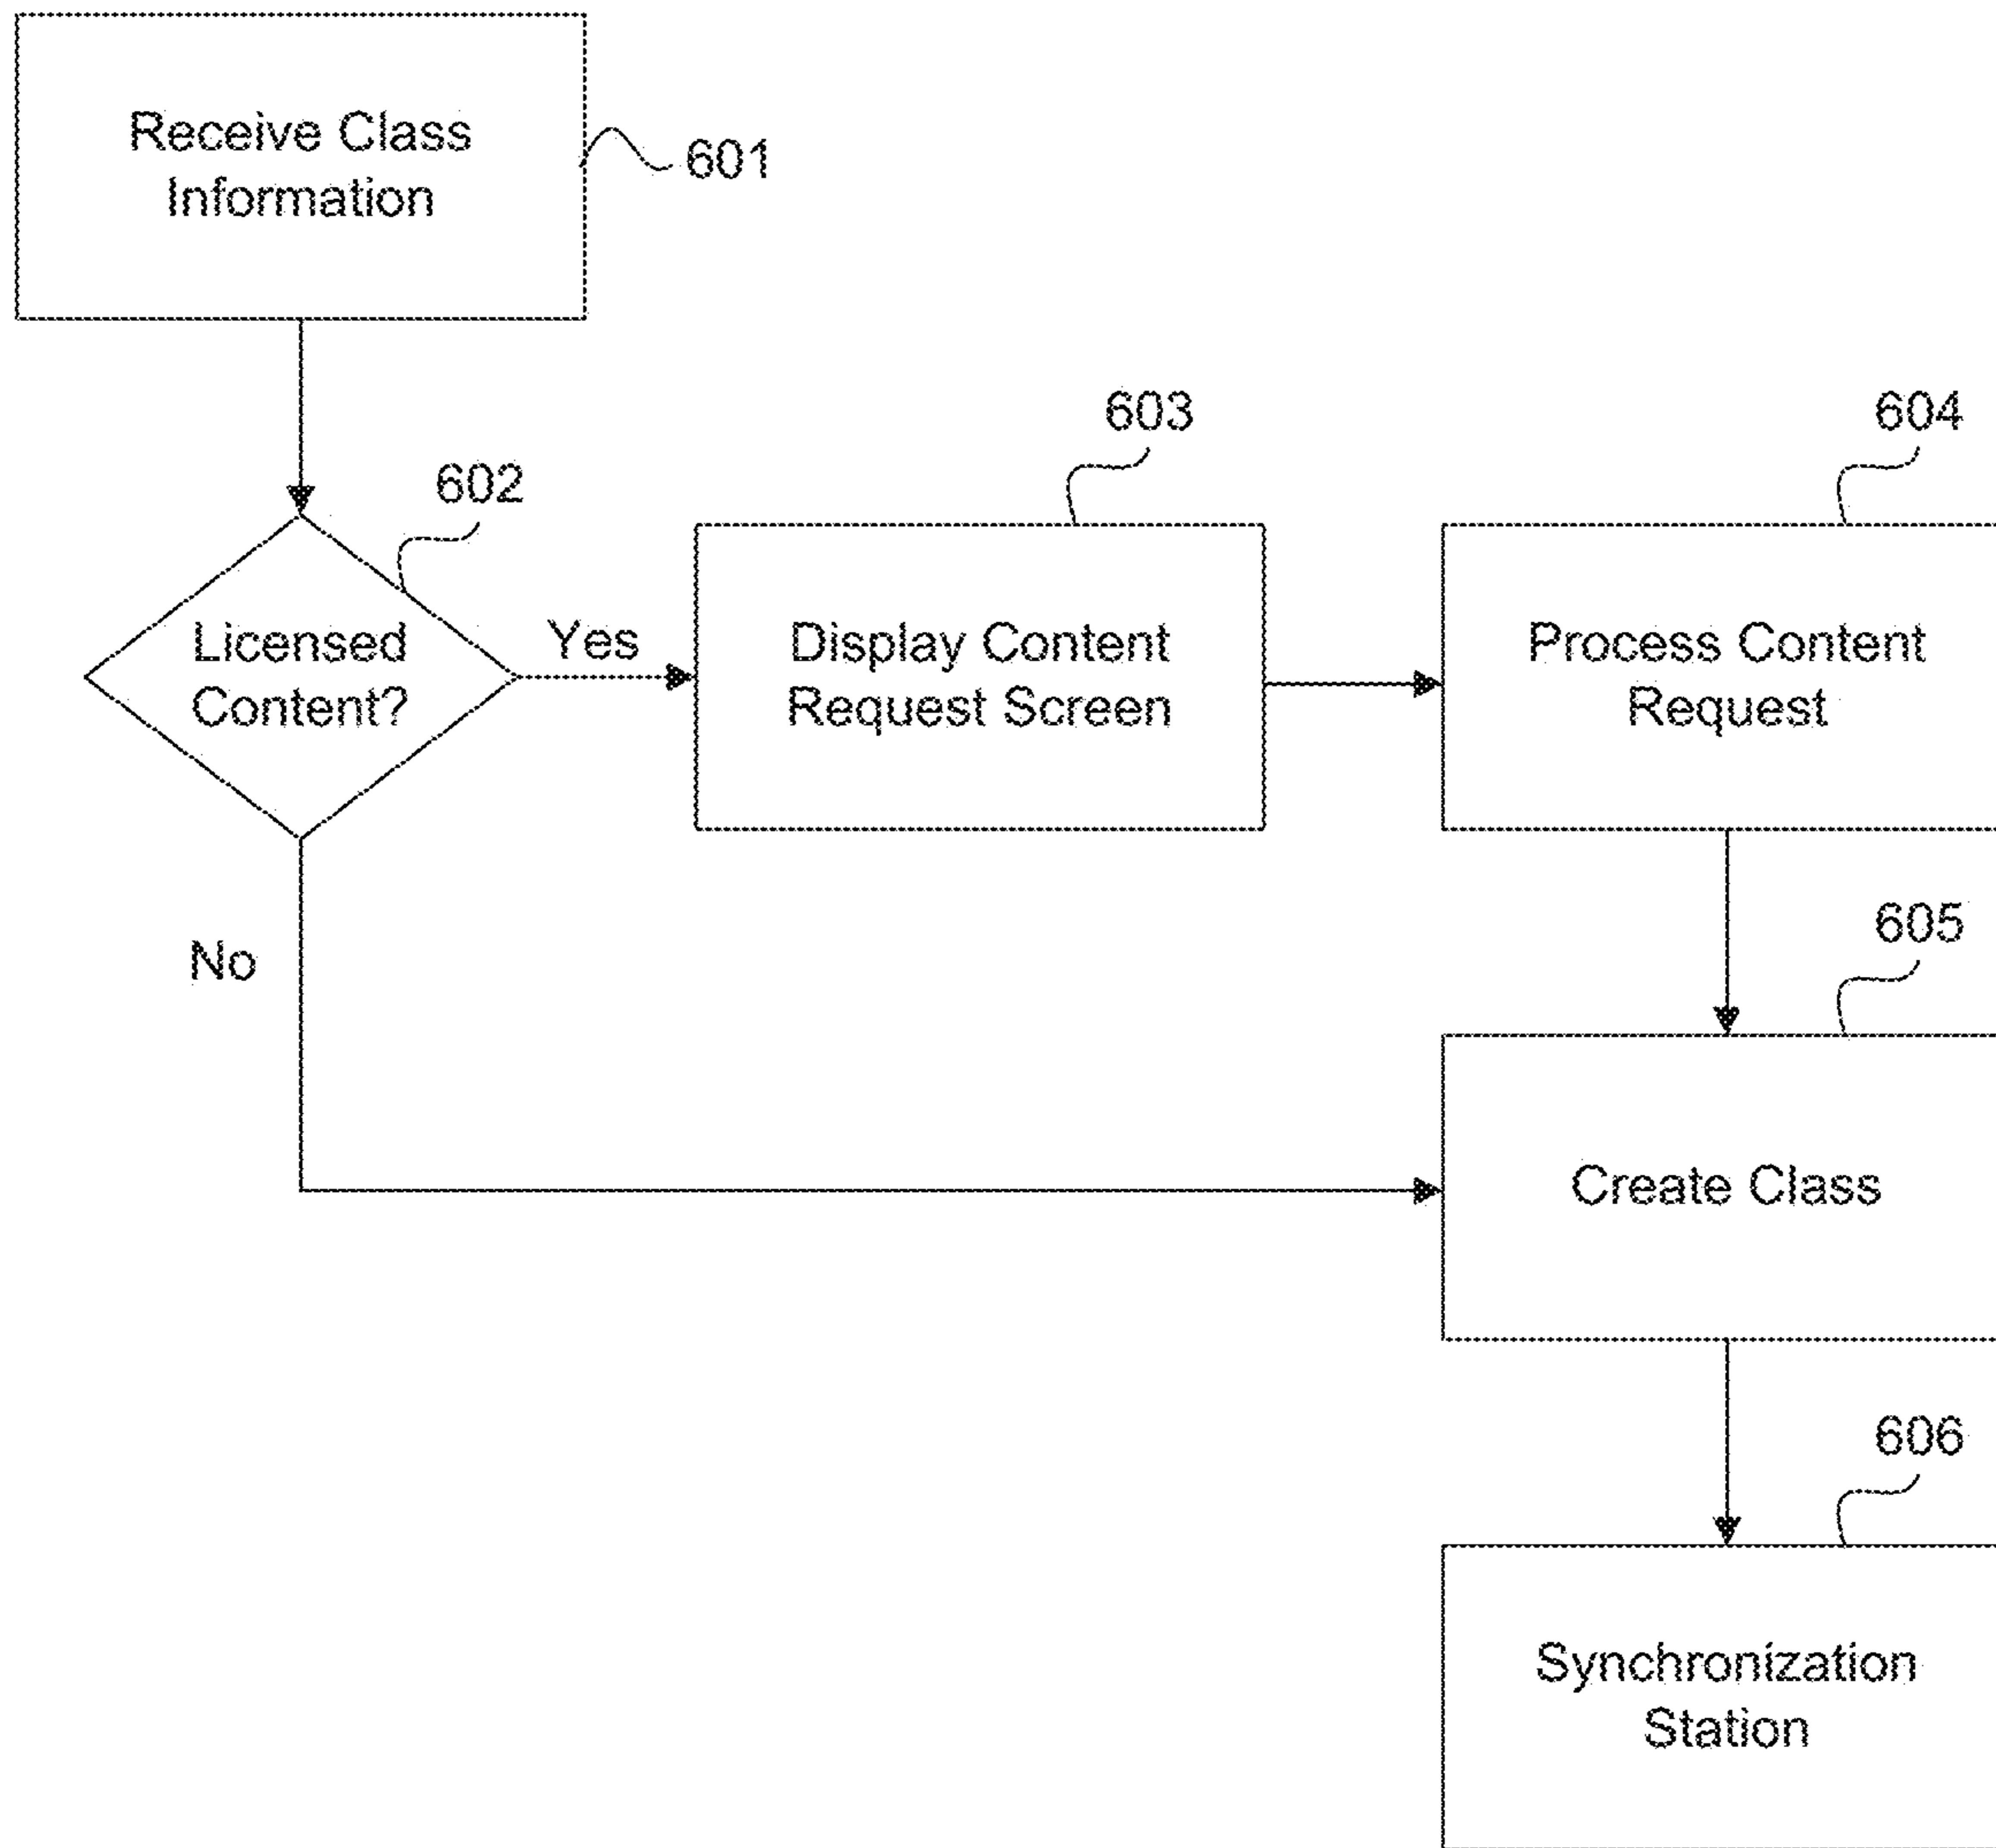 Receive Class
Information
601
602
603
604
Licensed
Content?
Yes
Display Content
Request Screen
Process Content
Request
No
605
Create Class
606
Synchronization
Station